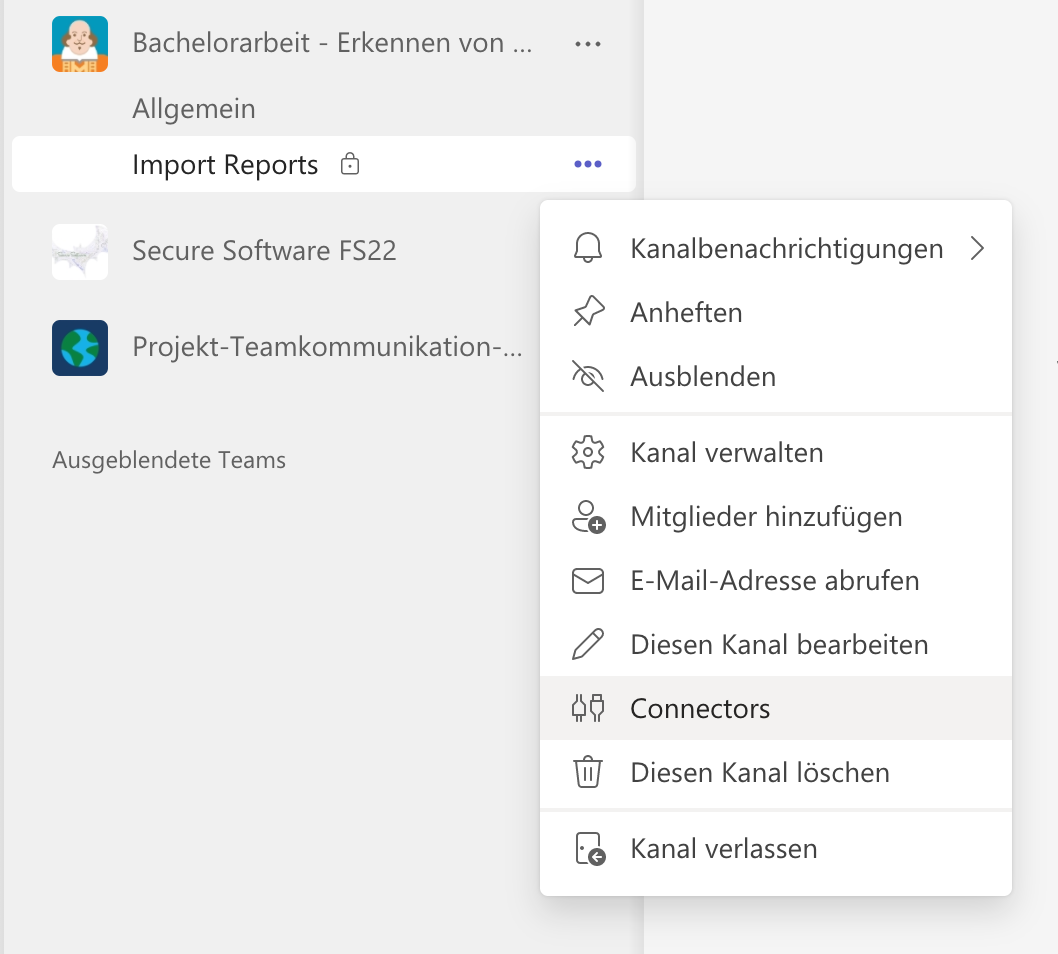 Bachelorarbeit - Erkennen von ...
Allgemein
Import Reports
Secure Software FS22
Projekt-Teamkommunikation-...
Ausgeblendete Teams
Kanalbenachrichtigungen
Anheften
Ausblenden
Kanal verwalten
Mitglieder hinzufügen
E-Mail-Adresse abrufen
Diesen Kanal bearbeiten
Connectors
Diesen Kanal löschen
Kanal verlassen